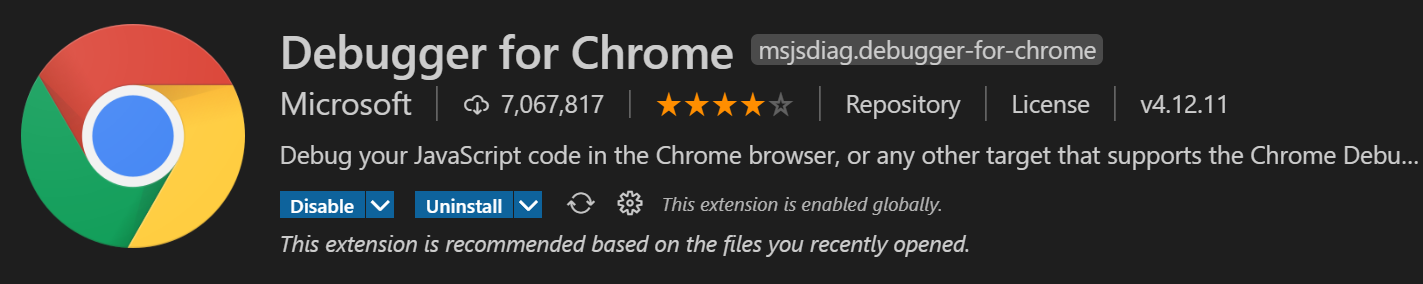 Debugger for Chrome msjsdiag.debugger-for-chrome
Microsoft 7,067,817 Repository License v4.12.11
Debug your JavaScript code in the Chrome browser, or any other target that supports the Chrome Debu...
Disable Uninstall This extension is enabled globally.
This extension is recommended based on the files you recently opened.